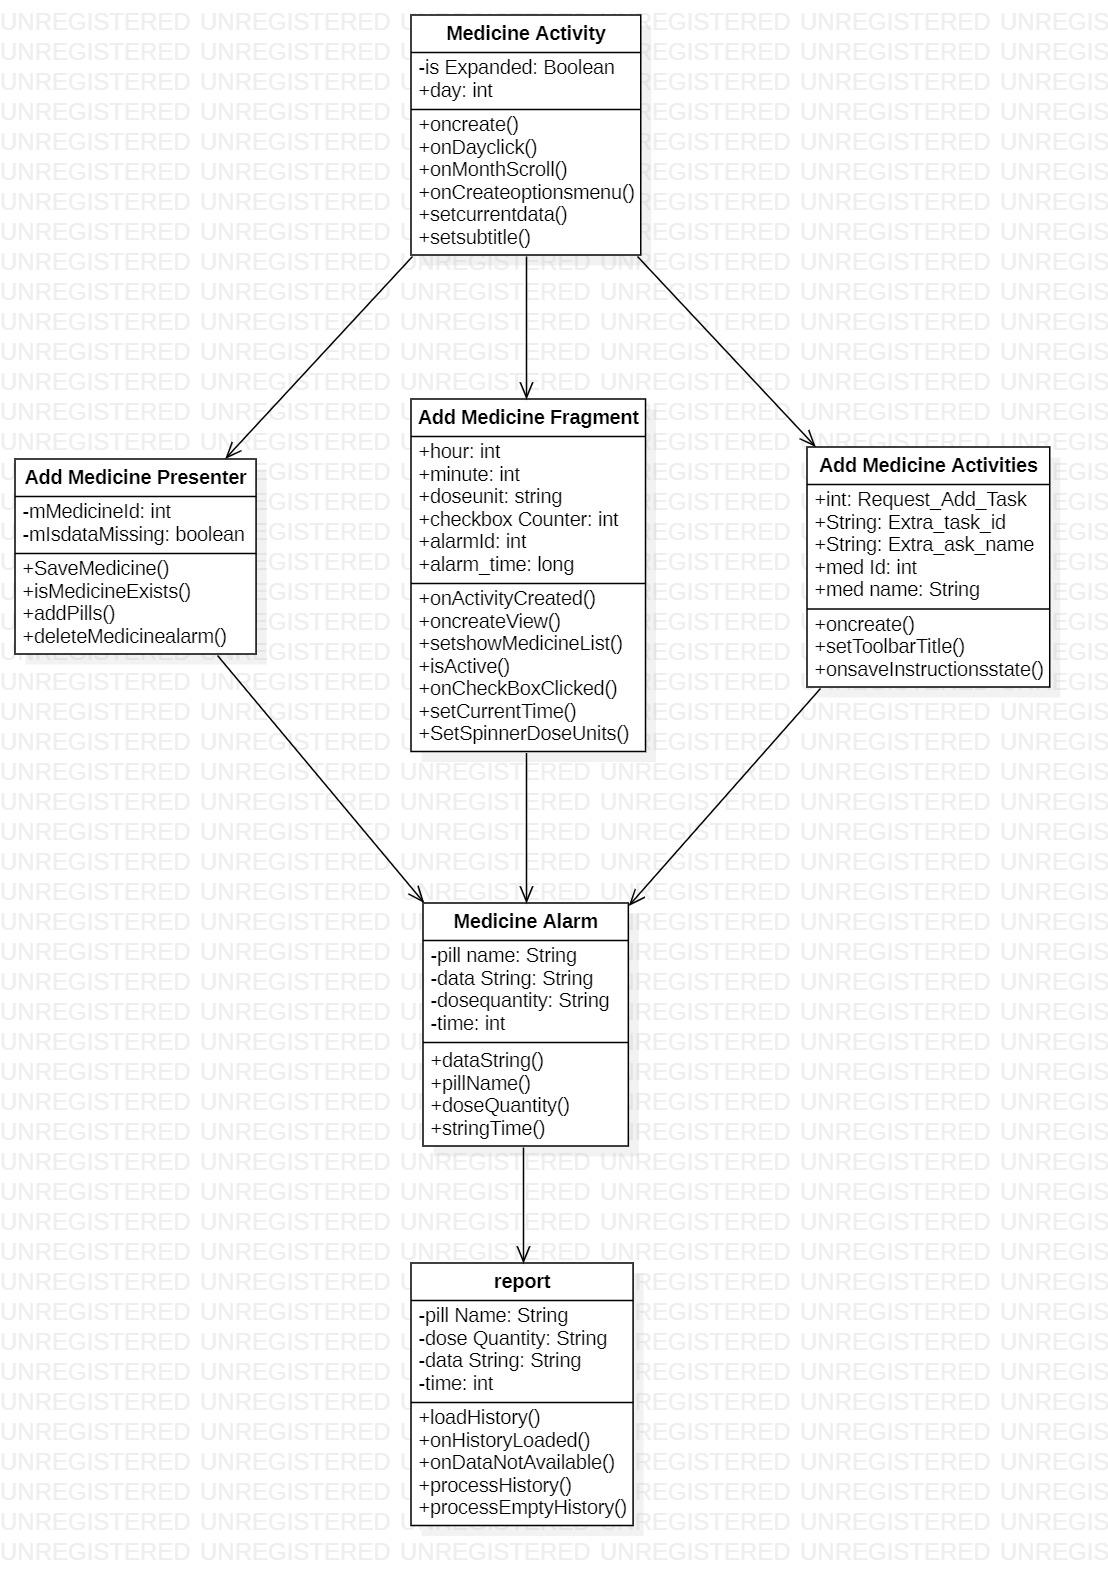 Medicine Activity
-is Expanded: Boolean
+day: int
+oncreate()
+onDayclick()
+onMonthScroll()
+onCreateoptionsmenu()
+setcurrentdata()
+setsubtitle()
Add Medicine Presenter
-mMedicineId: int
-mIsdataMissing: boolean
+SaveMedicine()
+isMedicineExists()
+addPills()
+deleteMedicinealarm()
Add Medicine Fragment
+hour: int
+minute: int
+doseunit: string
+checkbox Counter: int
+alarmId: int
+alarm_time: long
+onActivityCreated()
+oncreateView()
+setshowMedicineList()
+isActive()
+onCheckBoxClicked()
+setCurrentTime()
+SetSpinnerDoseUnits()
Add Medicine Activities
+int: Request_Add_Task
+String: Extra_task_id
+String: Extra_ask_name
+med Id: int
+med name: String
+oncreate()
+setToolbarTitle()
+onsaveInstructionsstate()
Medicine Alarm
-pill name: String
-data String: String
-dosequantity: String
-time: int
+dataString()
+pillName()
+doseQuantity()
+stringTime()
report
-pill Name: String
-dose Quantity: String
-data String: String
-time: int
+loadHistory()
+onHistoryLoaded()
+onDataNotAvailable()
+processHistory()
+processEmptyHistory()
UNREGISTERED